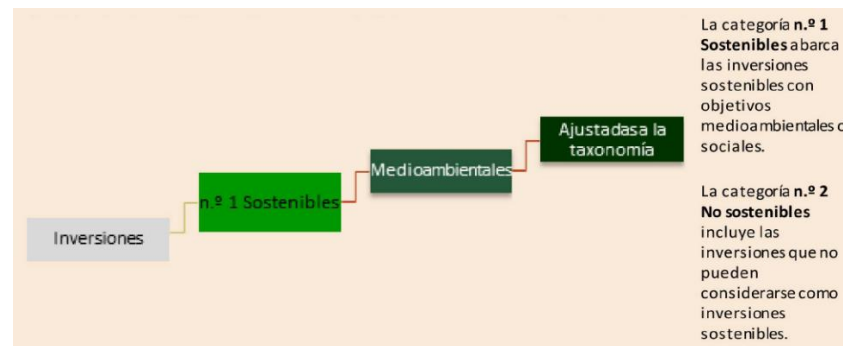 Inversiones
n.º 1 Sostenibles
Medioambientales
Ajustadasa la
taxonomía
La categoría n.º 1
Sostenibles abarca
las inversiones
sostenibles con
objetivos
medioambientales o
sociales.
La categoría n.º 2
No sostenibles
incluye las
inversiones que no
pueden
considerarse como
inversiones
sostenibles.